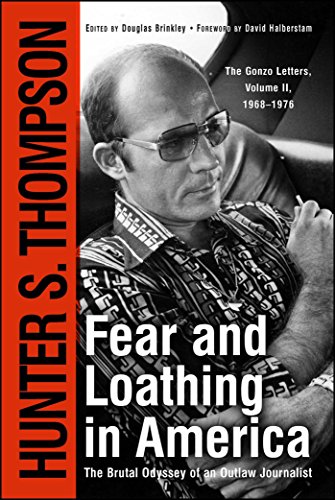 EDITED BY Douglas Brinkley • FOREWORD BY David Halberstam
The Gonzo Letters,
Volume II,
1968–1976
HUNTER S. THOMPSON
Fear and
Loathing
in America
The Brutal Odyssey of an Outlaw Journalist